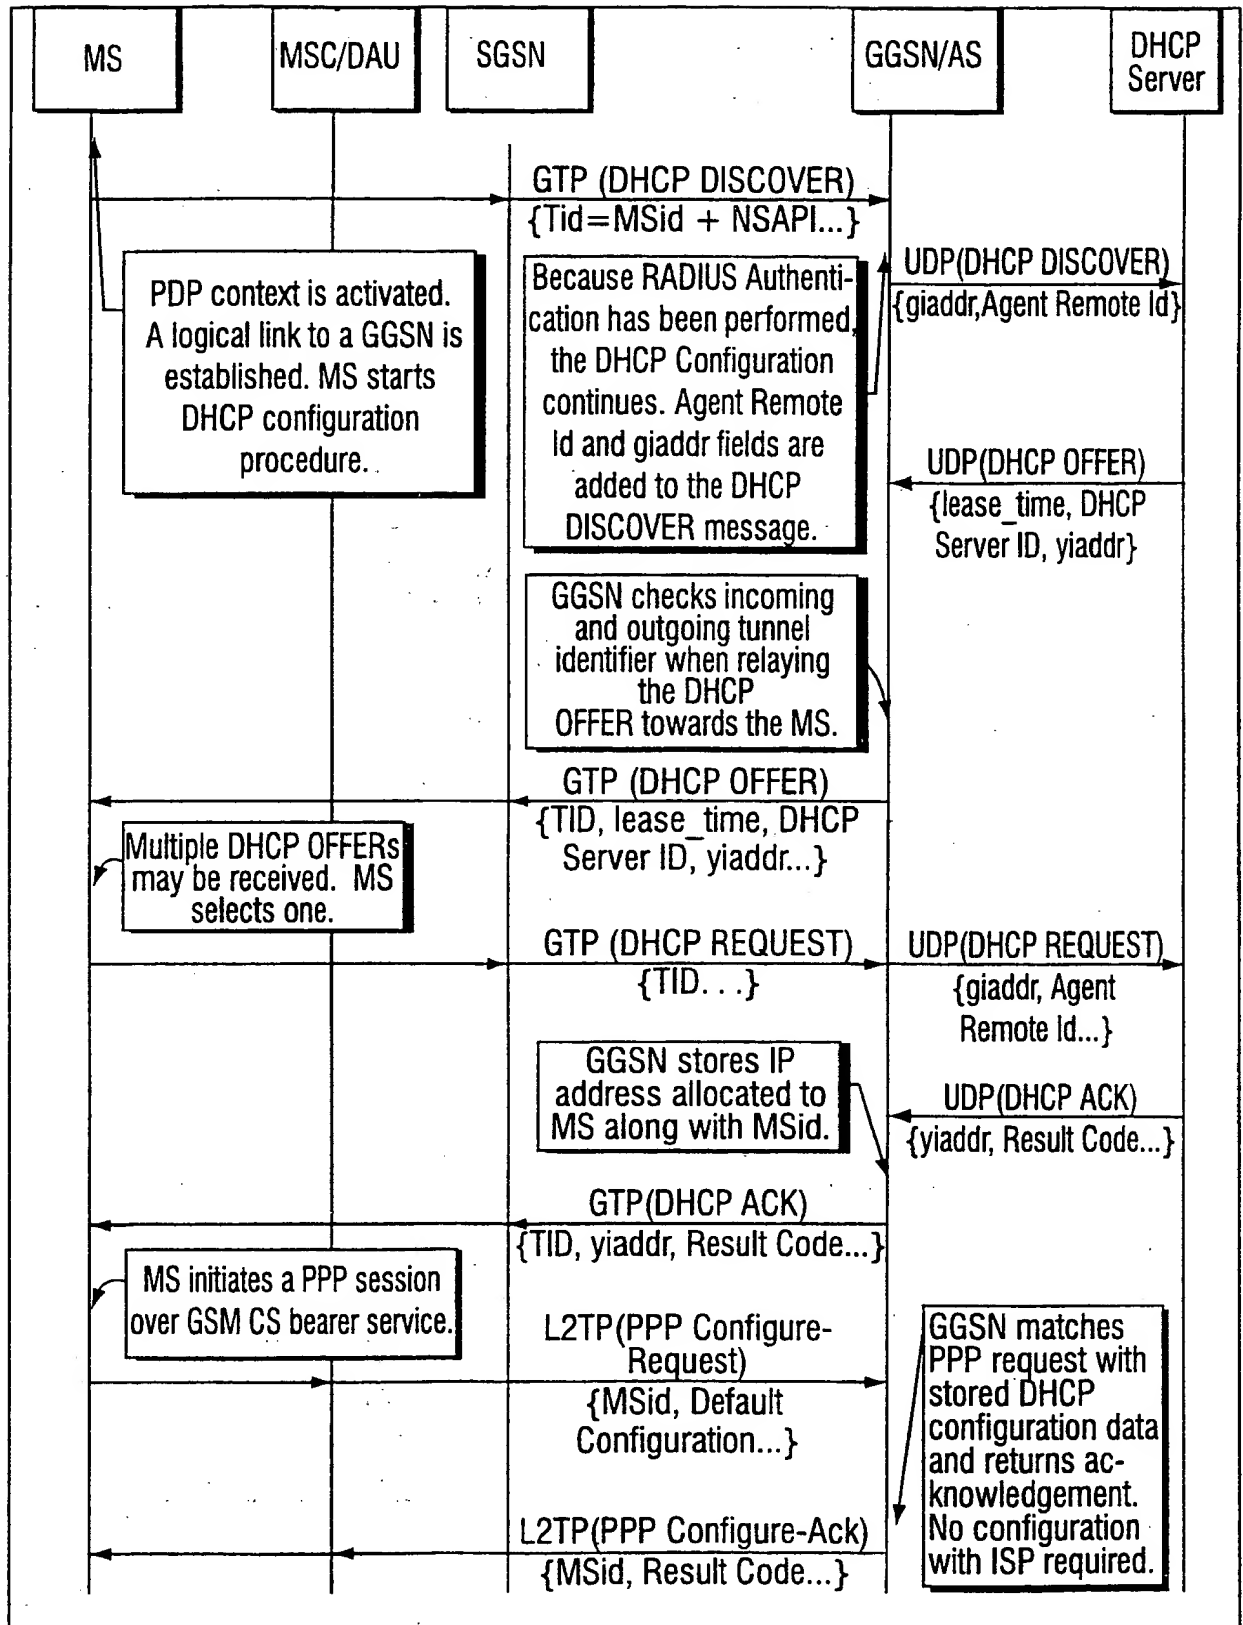 MS
MSC/DAU
SGSN
GGSN/AS
DHCP
Server
GTP (DHCP DISCOVER)
{Tid=MSid + NSAPI...}
PDP context is activated.
A logical link to a GGSN is
established. MS starts
DHCP configuration
procedure.
Because RADIUS Authenti-
cation has been performed,
the DHCP Configuration
continues. Agent Remote
Id and giaddr fields are
added to the DHCP
DISCOVER message.
UDP(DHCP DISCOVER)
{giaddr,Agent Remote Id}
UDP(DHCP OFFER)
{lease_time, DHCP
Server ID, yiaddr}
GGSN checks incoming
and outgoing tunnel
identifier when relaying
the DHCP
OFFER towards the MS.
GTP (DHCP OFFER)
{TID, lease_time, DHCP
Server ID, yiaddr...}
Multiple DHCP OFFERs
may be received. MS
selects one.
GTP (DHCP REQUEST)
{TID. . .}
UDP(DHCP REQUEST)
{giaddr, Agent
Remote Id...}
GGSN stores IP
address allocated to
MS along with MSid.
UDP(DHCP ACK)
{yiaddr, Result Code...}
GTP(DHCP ACK)
{TID, yiaddr, Result Code...}
MS initiates a PPP session
over GSM CS bearer service.
L2TP(PPP Configure-
Request)
{MSid, Default
Configuration...}
GGSN matches
PPP request with
stored DHCP
configuration data
and returns ac-
knowledgement.
No configuration
with ISP required.
L2TP(PPP Configure-Ack)
{MSid, Result Code...}